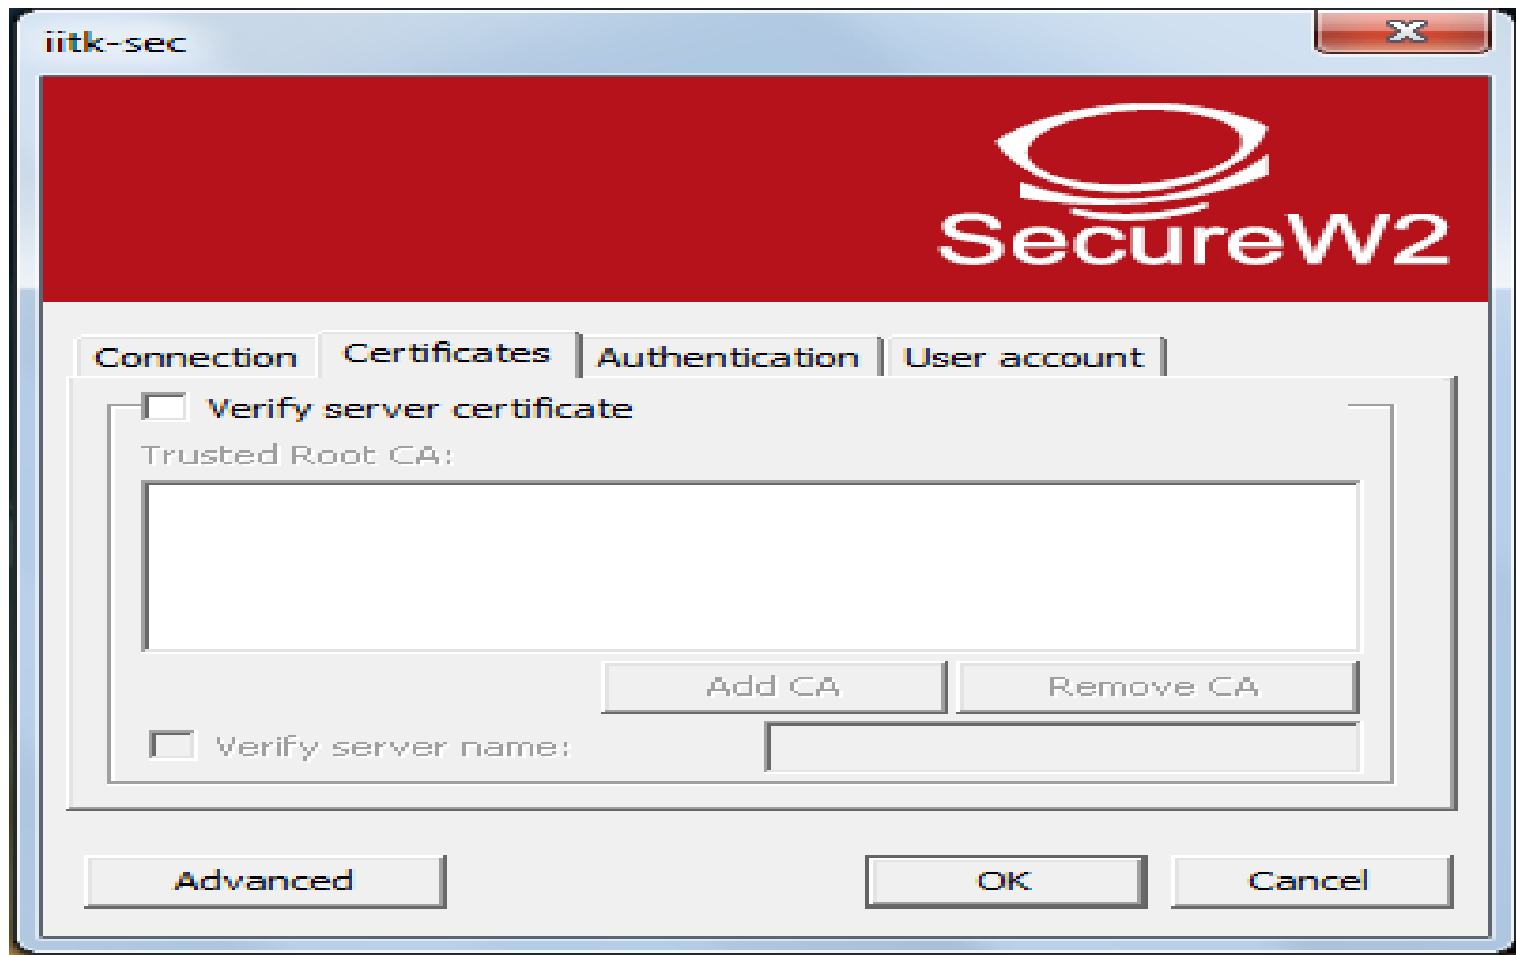 iitk-sec
SecureW2
Connection Certificates Authentication User account
Verify server certificate
Trusted Root CA:
Add CA Remove CA
Verify server name:
Advanced OK Cancel